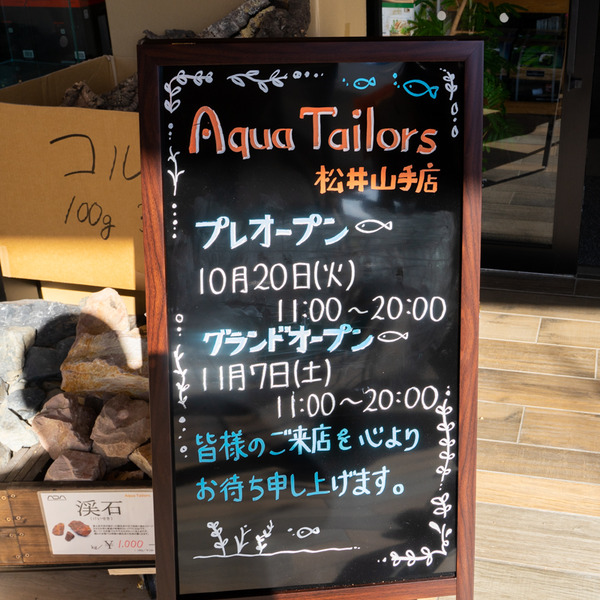 Aqua Tailors
松井山手店
プレオープン
10月20日(火)
11:00～20:00
グランドオープン
11月7日(土)
11:00～20:00
皆様のご来店を心より
お待ち申し上げます。
コル
100g
渓石